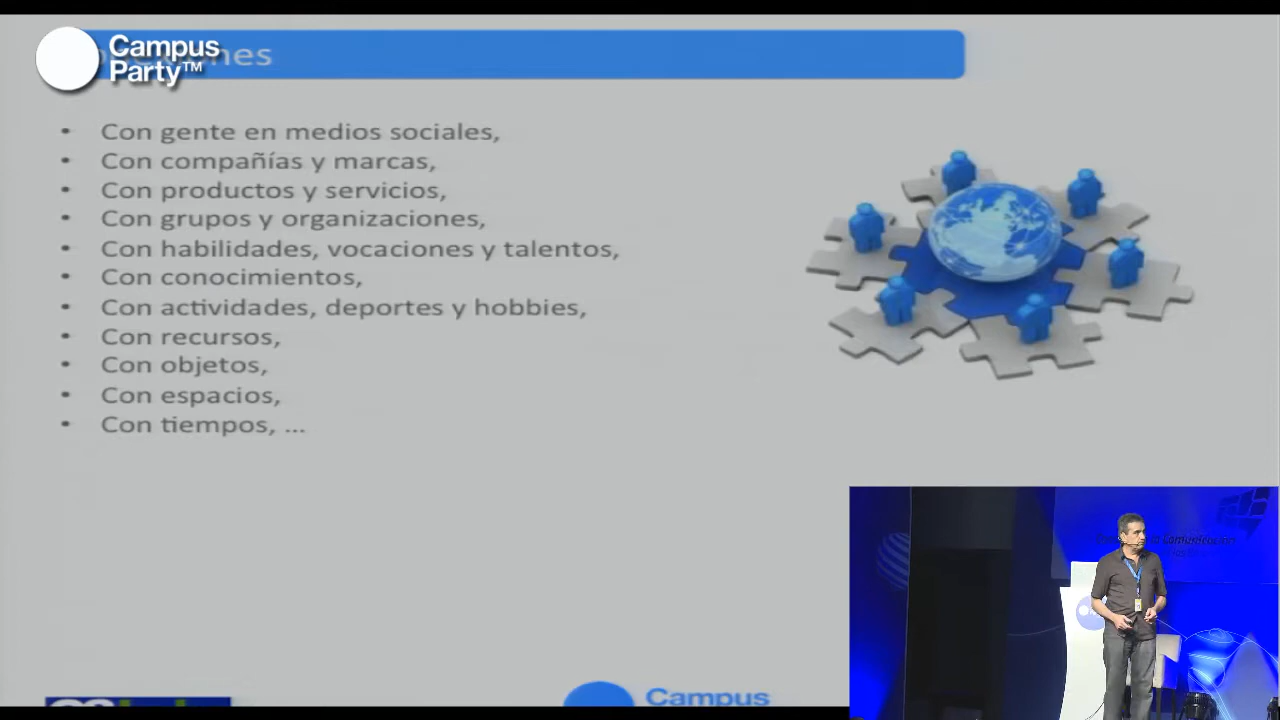 Campus
Party™
Con gente en medios sociales,
Con compañías y marcas,
Con productos y servicios,
Con grupos y organizaciones,
Con habilidades, vocaciones y talentos,
Con conocimientos,
Con actividades, deportes y hobbies,
Con recursos,
Con objetos,
Con espacios,
Con tiempos, ...
Campus